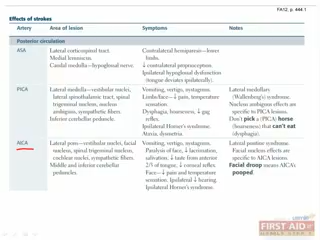 FA12, p. 444.1
Effects of strokes
Artery Area of lesion Symptoms Notes
Posterior circulation
ASA
Lateral corticospinal tract.
Medial lemniscus.
Caudal medulla—hypoglossal nerve.
Contralateral hemiparesis—lower
limbs.
↓ contralateral proprioception.
Ipsilateral hypoglossal dysfunction
(tongue deviates ipsilaterally).
PICA
Lateral medulla—vestibular nuclei,
lateral spinothalamic tract, spinal
trigeminal nucleus, nucleus
ambiguus, sympathetic fibers.
Inferior cerebellar peduncle.
Vomiting, vertigo, nystagmus.
Limbs/face—↓ pain, temperature
sensation.
Dysphagia, hoarseness, ↓ gag
reflex.
Ipsilateral Horner's syndrome.
Ataxia, dysmetria.
Lateral medullary
(Wallenberg's) syndrome.
Nucleus ambiguus effects are
specific to PICA lesions.
Don't pick a (PICA) horse
(hoarseness) that can't eat
(dysphagia).
AICA
Lateral pons—vestibular nuclei, facial
nucleus, spinal trigeminal nucleus,
cochlear nuclei, sympathetic fibers.
Middle and inferior cerebellar
peduncles.
Vomiting, vertigo, nystagmus.
Paralysis of face, ↓ lacrimation,
salivation, ↓ taste from anterior
2/3 of tongue, ↓ corneal reflex.
Face—↓ pain and temperature
sensation. Ipsilateral ↓ hearing.
Ipsilateral Horner's syndrome.
Lateral pontine syndrome.
Facial nucleus effects are
specific to AICA lesions.
Facial droop means AICA's
pooped.
FIRST AID